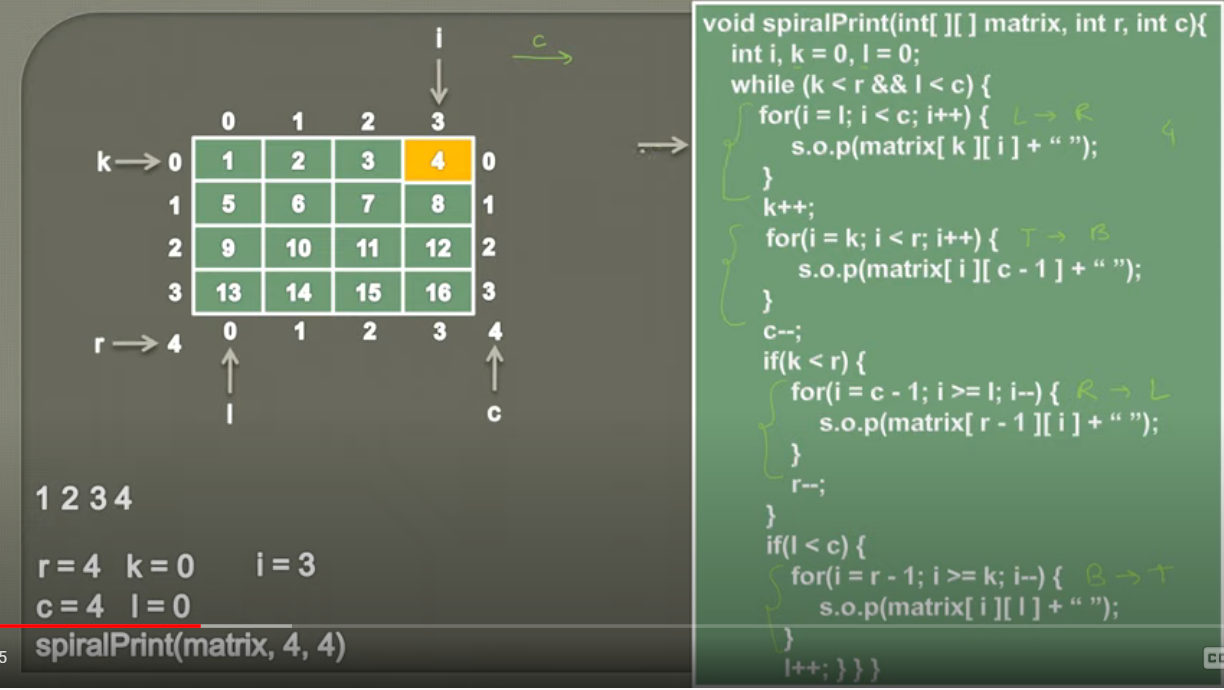 i
c
0 1 2 3
k 0 1 2 3 4 0
1 5 6 7 8 1
2 9 10 11 12 2
3 13 14 15 16 3
r 4 0 1 2 3 4
l c
1 2 3 4
r = 4 k = 0 i = 3
c = 4 l = 0
spiralPrint(matrix, 4, 4)
5
void spiralPrint(int[ ][ ] matrix, int r, int c){
int i, k = 0, l = 0;
while (k < r && l < c) {
for(i = l; i < c; i++) { L → R
s.o.p(matrix[ k ][ i ] + “ ”); 4
}
k++;
for(i = k; i < r; i++) { T → B
s.o.p(matrix[ i ][ c - 1 ] + “ ”);
}
c--;
if(k < r) {
for(i = c - 1; i >= l; i--) { R → L
s.o.p(matrix[ r - 1 ][ i ] + “ ”);
}
r--;
}
if(l < c) {
for(i = r - 1; i >= k; i--) { B → T
s.o.p(matrix[ i ][ l ] + “ ”);
}
l++; } } }